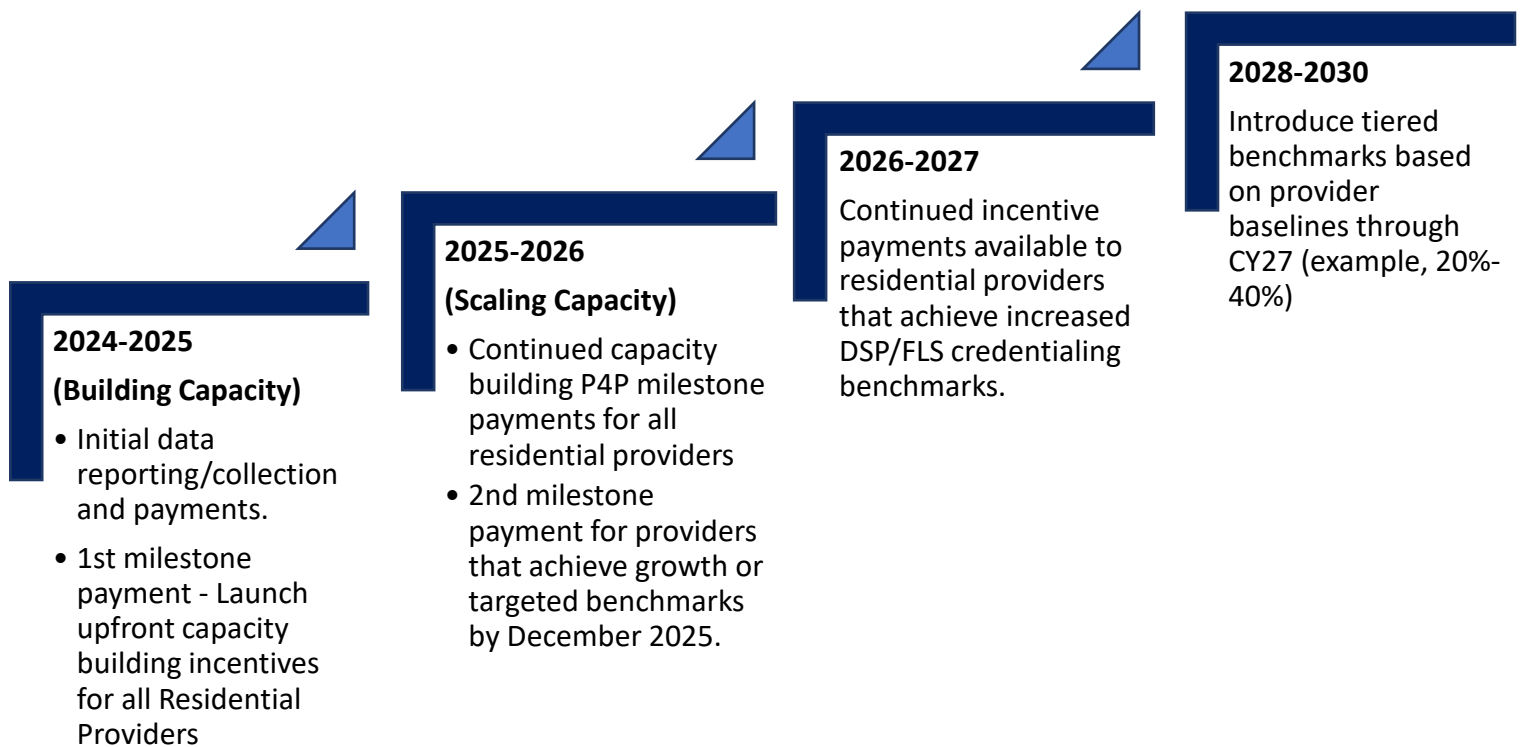 2024-2025
(Building Capacity)
• Initial data
reporting/collection
and payments.
• 1st milestone
payment - Launch
upfront capacity
building incentives
for all Residential
Providers
2025-2026
(Scaling Capacity)
• Continued capacity
building P4P milestone
payments for all
residential providers
• 2nd milestone
payment for providers
that achieve growth or
targeted benchmarks
by December 2025.
2026-2027
Continued incentive
payments available to
residential providers
that achieve increased
DSP/FLS credentialing
benchmarks.
2028-2030
Introduce tiered
benchmarks based
on provider
baselines through
CY27 (example, 20%-
40%)